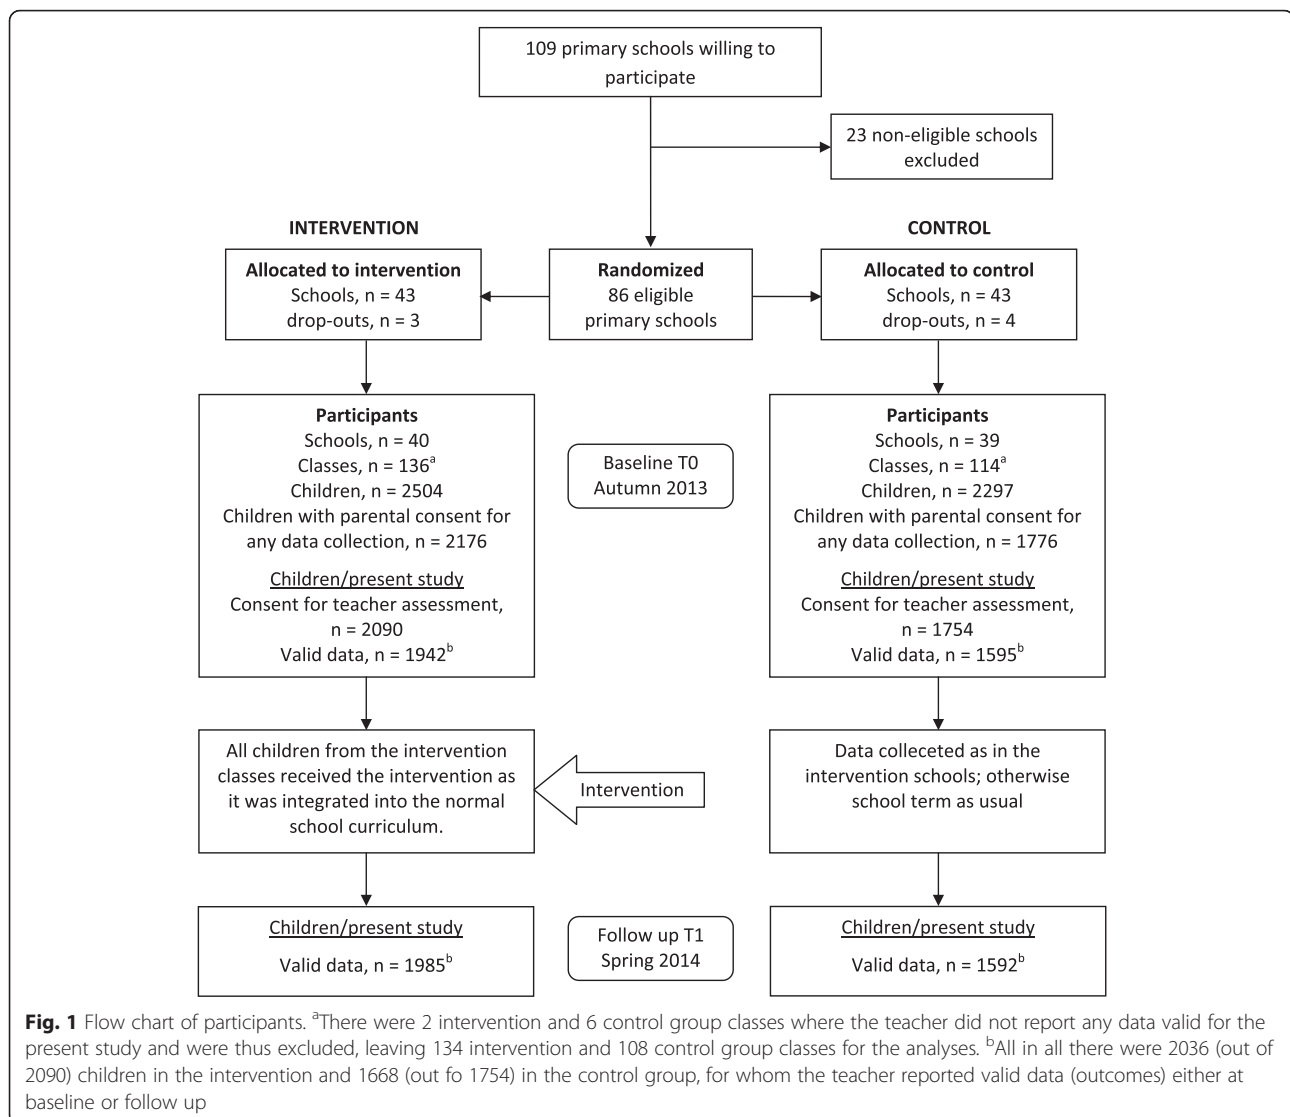 109 primary schools willing to
participate
23 non-eligible schools
excluded
INTERVENTION
CONTROL
Allocated to intervention
Schools, n = 43
drop-outs, n = 3
Randomized
86 eligible
primary schools
Allocated to control
Schools, n = 43
drop-outs, n = 4
Participants
Schools, n = 40
Classes, n = 136a
Children, n = 2504
Children with parental consent for
any data collection, n = 2176
Children/present study
Consent for teacher assessment,
n = 2090
Valid data, n = 1942b
Baseline T0
Autumn 2013
Participants
Schools, n = 39
Classes, n = 114a
Children, n = 2297
Children with parental consent for
any data collection, n = 1776
Children/present study
Consent for teacher assessment,
n = 1754
Valid data, n = 1595b
All children from the intervention
classes received the intervention as
it was integrated into the normal
school curriculum.
Intervention
Data colleceted as in the
intervention schools; otherwise
school term as usual
Children/present study
Valid data, n = 1985b
Follow up T1
Spring 2014
Children/present study
Valid data, n = 1592b
Fig. 1 Flow chart of participants. aThere were 2 intervention and 6 control group classes where the teacher did not report any data valid for the
present study and were thus excluded, leaving 134 intervention and 108 control group classes for the analyses. bAll in all there were 2036 (out of
2090) children in the intervention and 1668 (out fo 1754) in the control group, for whom the teacher reported valid data (outcomes) either at
baseline or follow up